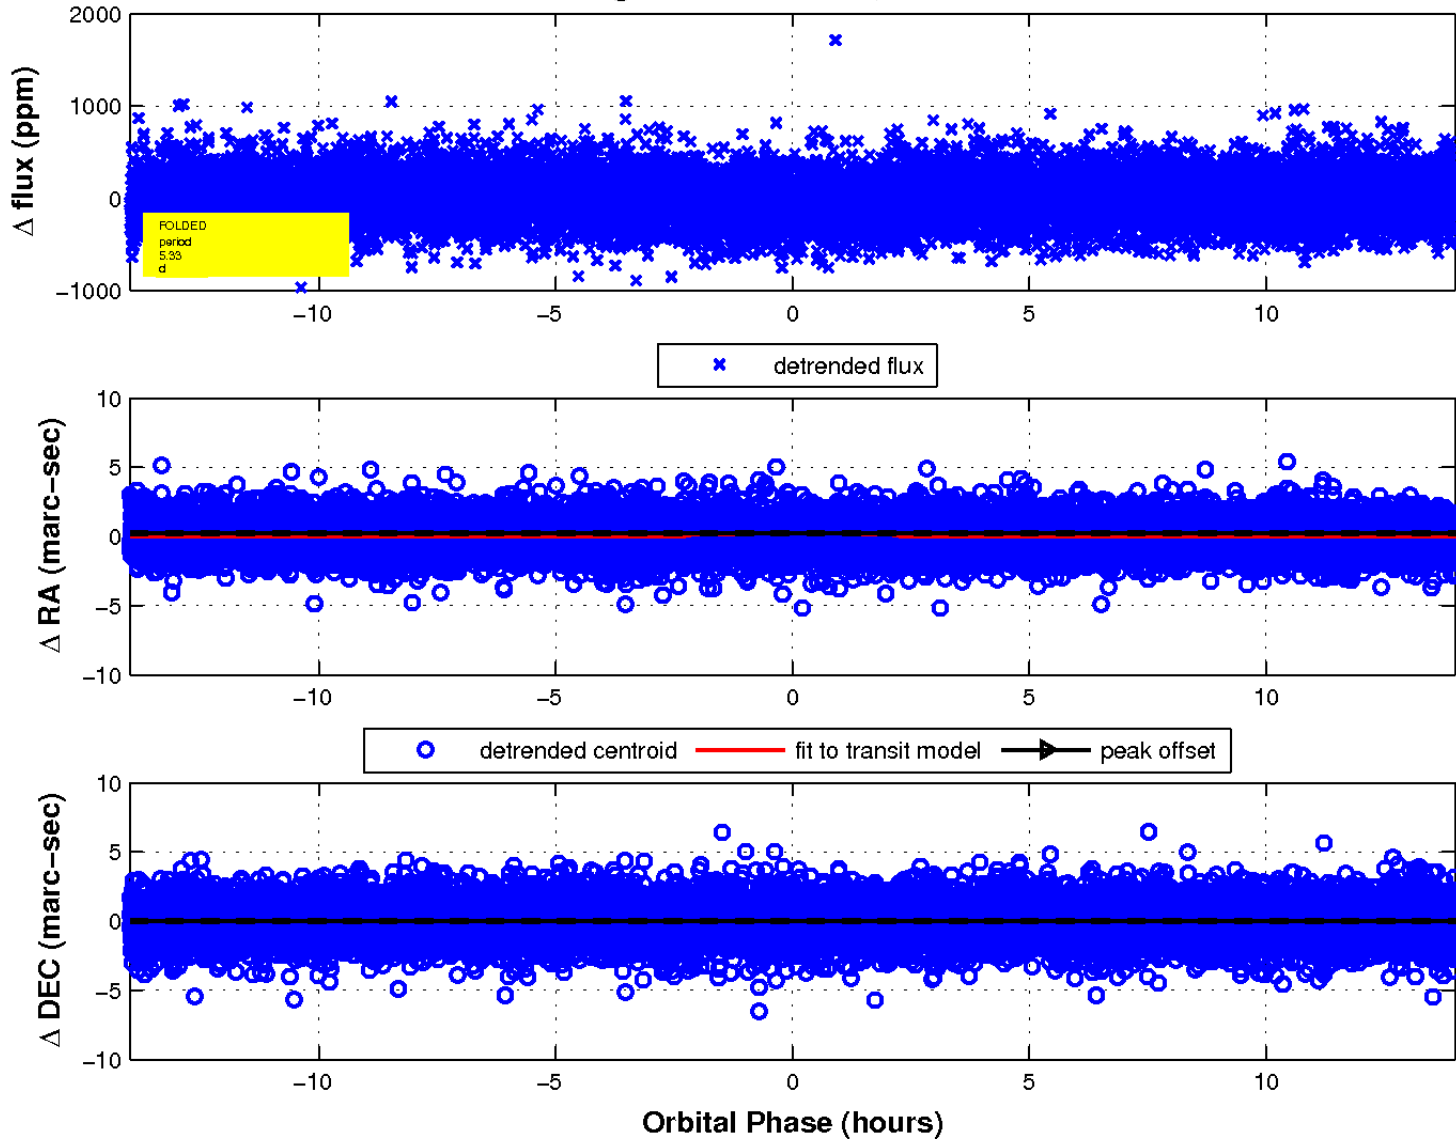 2000
1000
0
−1000
Δ flux (ppm)
FOLDED
period
5.33
d
−10 −5 0 5 10
detrended flux
10
5
0
−5
−10
Δ RA (marc−sec)
−10 −5 0 5 10
detrended centroid fit to transit model peak offset
10
5
0
−5
−10
Δ DEC (marc−sec)
−10 −5 0 5 10
Orbital Phase (hours)